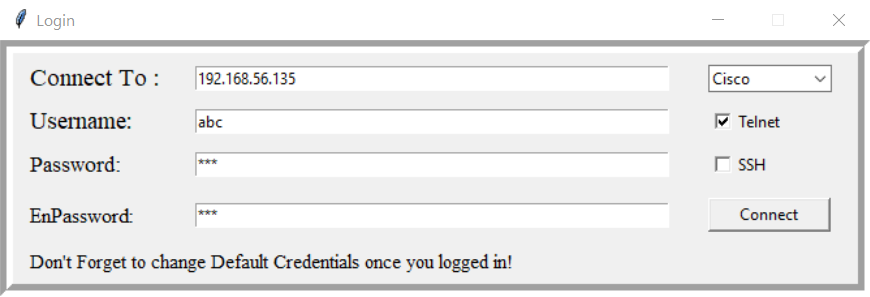 Login
Connect To : 192.168.56.135 Cisco
Username: abc Telnet
Password: *** SSH
EnPassword: *** Connect
Don't Forget to change Default Credentials once you logged in!